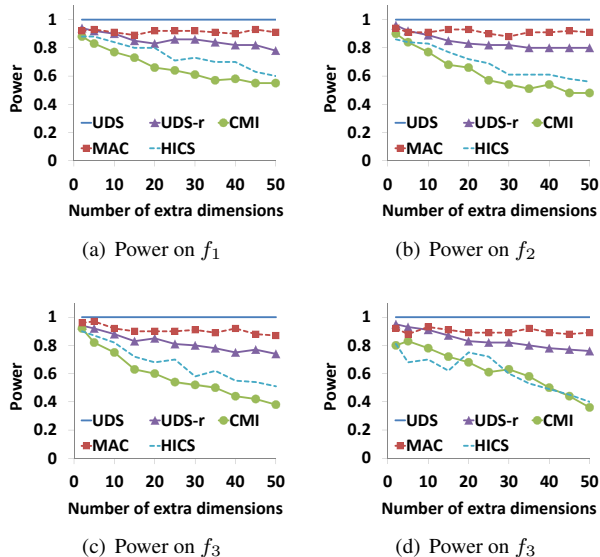 1
0.8
0.6
0.4
0.2
0
Power
UDS UDS-r CMI
MAC HICS
0 10 20 30 40 50
Number of extra dimensions
(a) Power on f1
1
0.8
0.6
0.4
0.2
0
Power
UDS UDS-r CMI
MAC HICS
0 10 20 30 40 50
Number of extra dimensions
(b) Power on f2
1
0.8
0.6
0.4
0.2
0
Power
UDS UDS-r CMI
MAC HICS
0 10 20 30 40 50
Number of extra dimensions
(c) Power on f3
1
0.8
0.6
0.4
0.2
0
Power
UDS UDS-r CMI
MAC HICS
0 10 20 30 40 50
Number of extra dimensions
(d) Power on f3